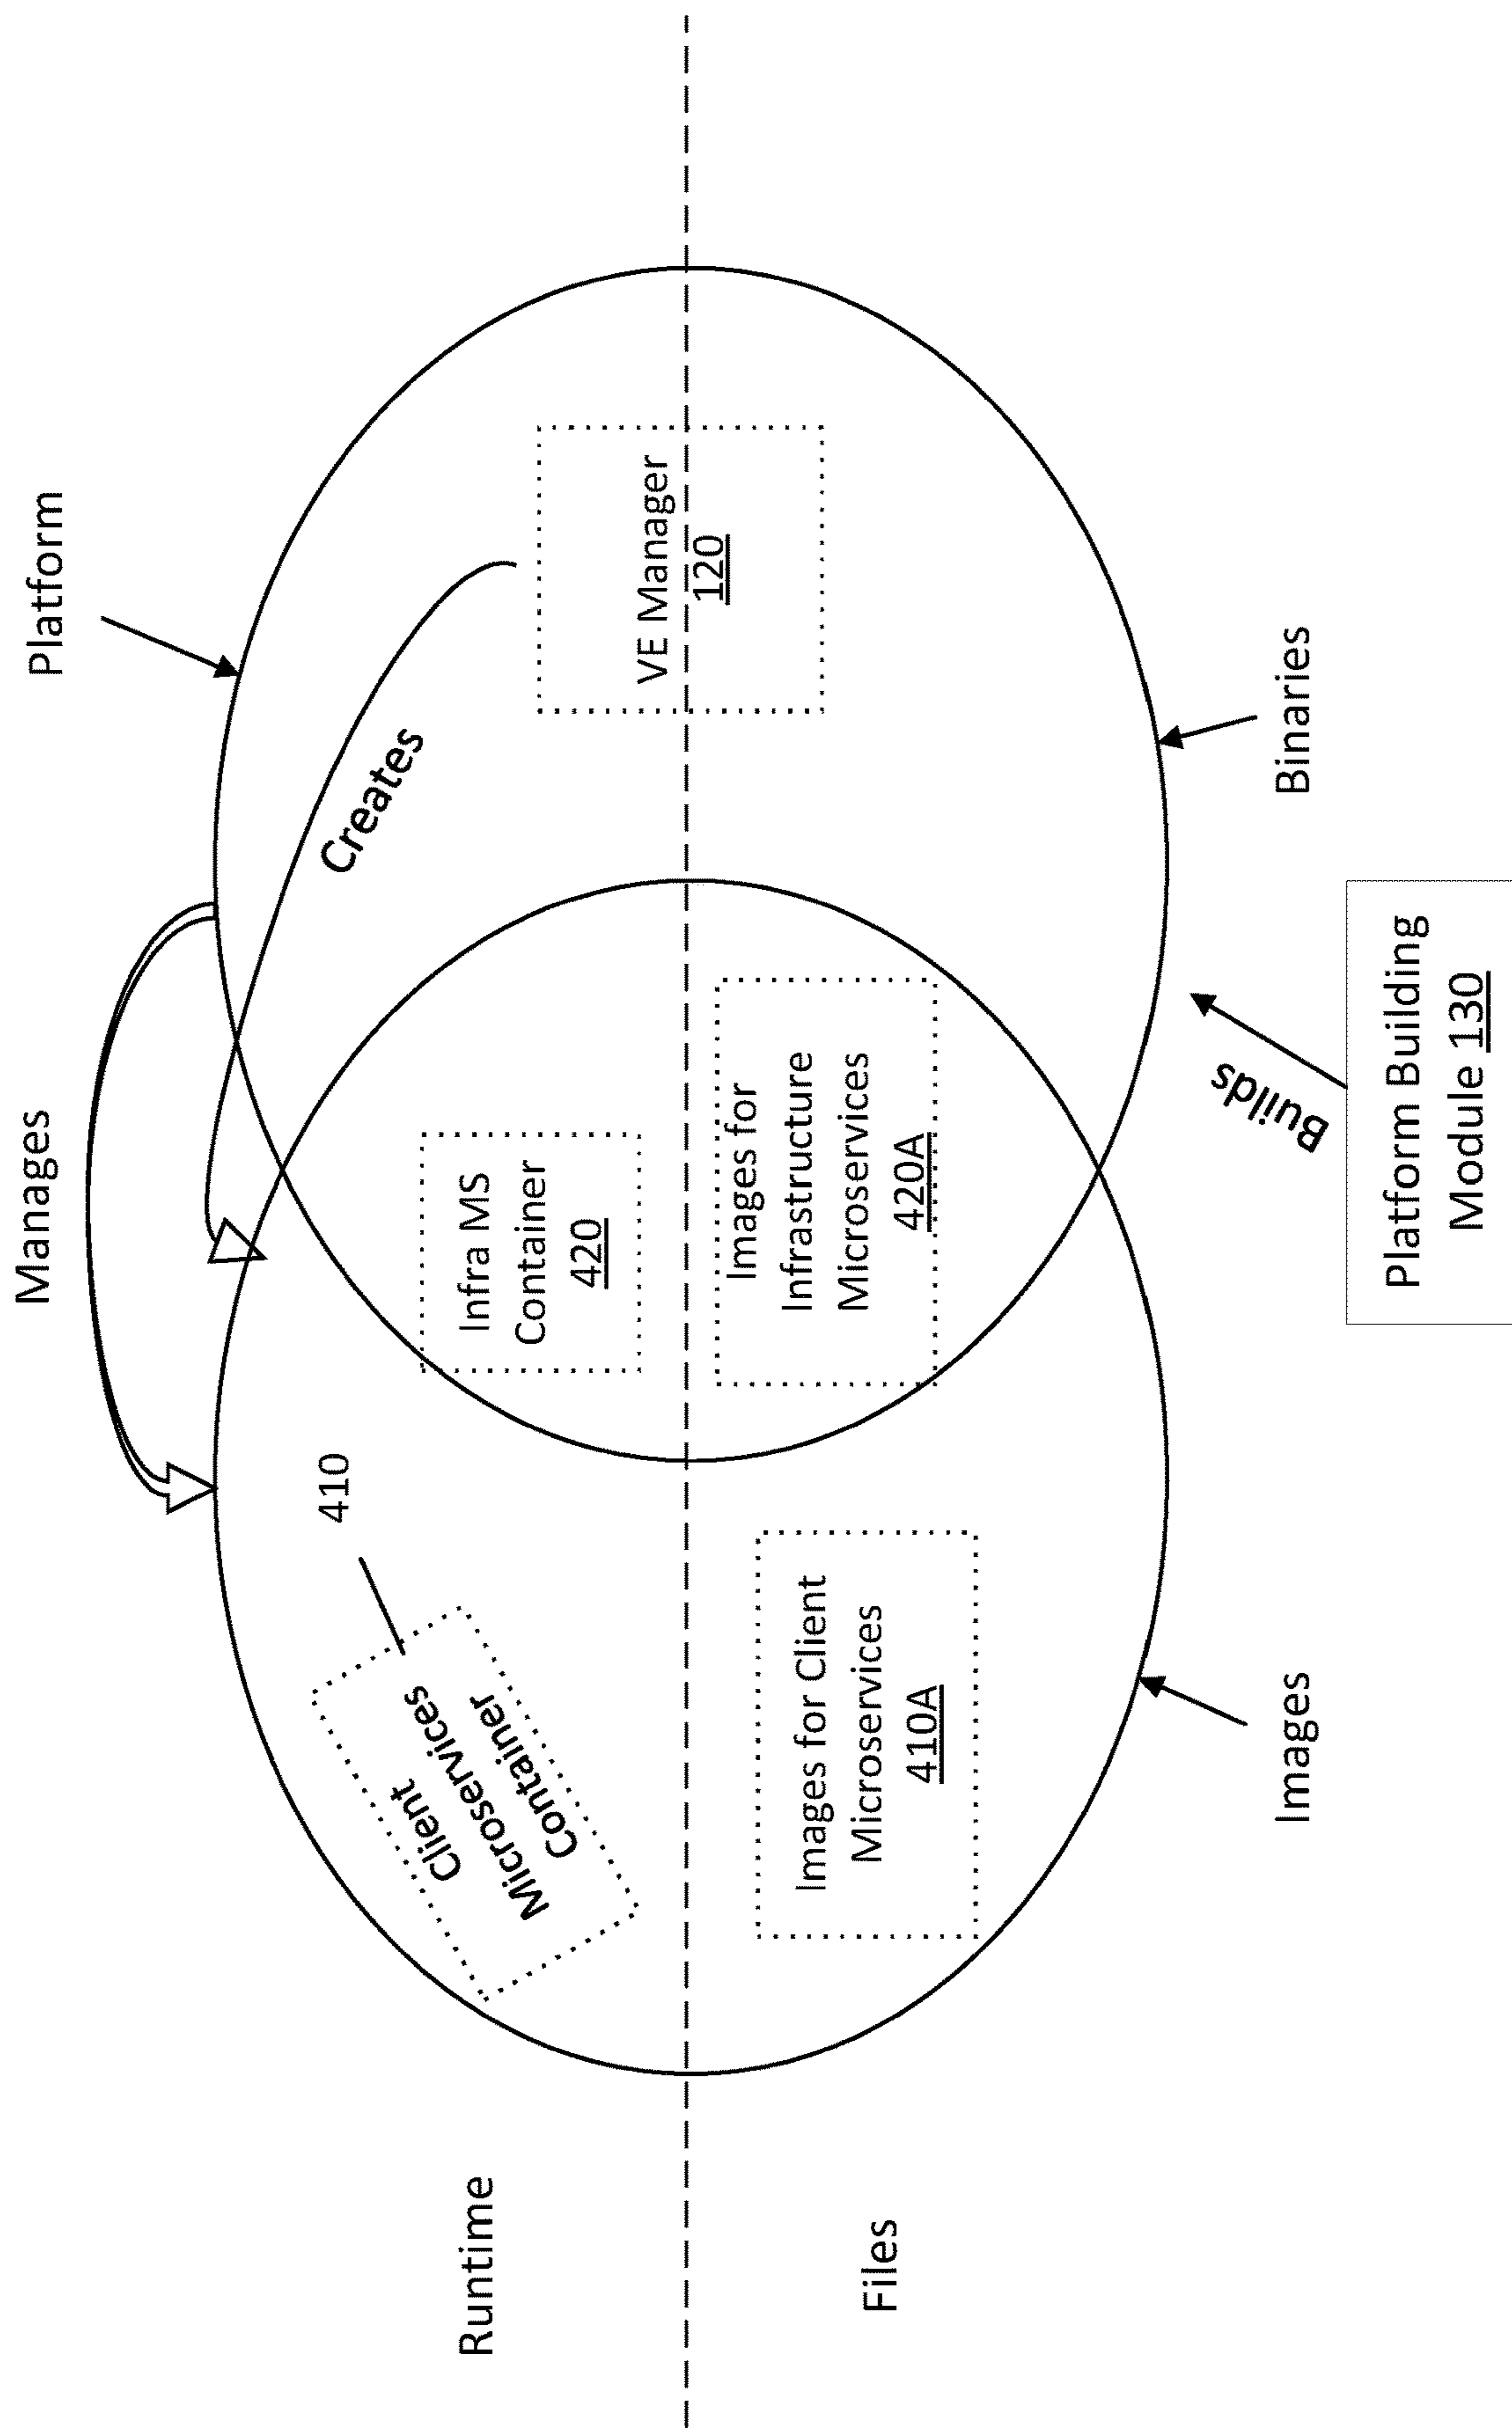 Manages
Platform
Creates
Runtime
410
Client
Microservices
Container
Infra MS
Container
420
VE Manager
120
Files
Images for Client
Microservices
410A
Images for
Infrastructure
Microservices
420A
Images
Binaries
Builds
Platform Building
Module 130